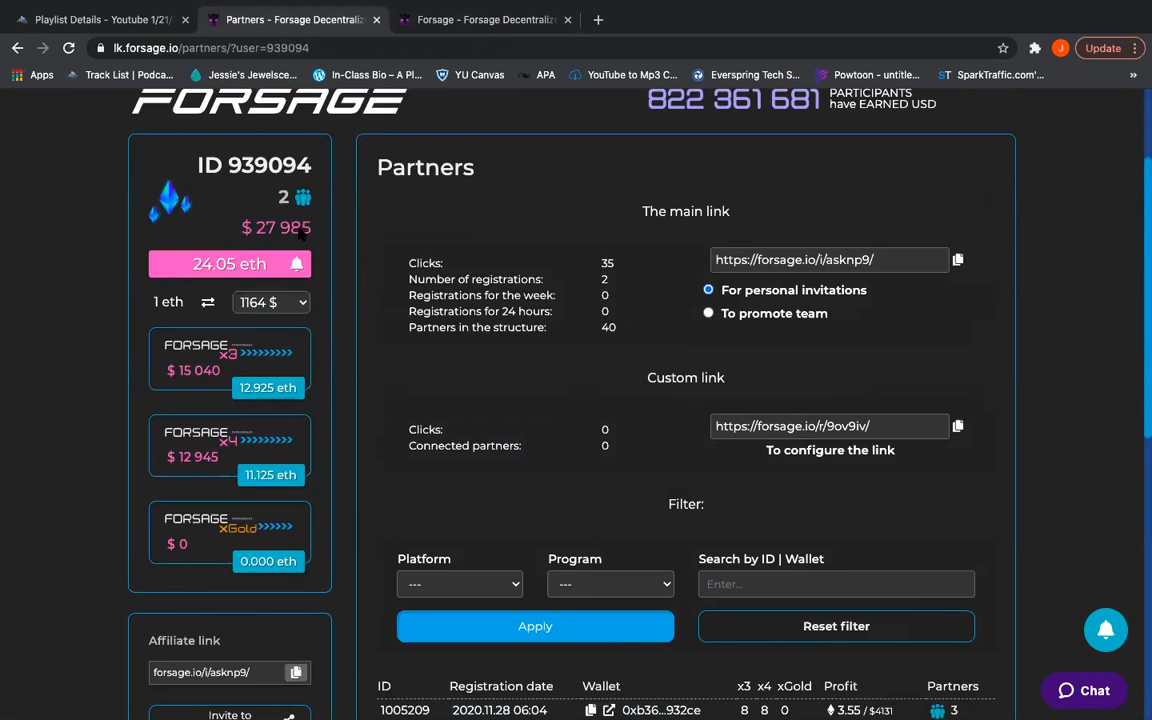 Playlist Details - Youtube 1/21/
Partners - Forsage Decentraliz
Forsage - Forsage Decentraliz
lk.forsage.io/partners/?user=939094
J
Update
Apps
Track List | Podca...
Jessie's Jewelsce...
In-Class Bio – A Pl...
YU Canvas
APA
YouTube to Mp3 C...
Everspring Tech S...
Powtoon - untitle...
ST SparkTraffic.com'...
»
FORSAGE
822 361 681 PARTICIPANTS
have EARNED USD
ID 939094
2
$ 27 985
24.05 eth
1 eth
1164 $
FORSAGE
x3
$ 15 040
12.925 eth
FORSAGE
x4
$ 12 945
11.125 eth
FORSAGE
xGold
$ 0
0.000 eth
Affiliate link
forsage.io/i/asknp9/
Invite to
Partners
The main link
Clicks: 35
Number of registrations: 2
Registrations for the week: 0
Registrations for 24 hours: 0
Partners in the structure: 40
https://forsage.io/i/asknp9/
For personal invitations
To promote team
Custom link
Clicks: 0
Connected partners: 0
https://forsage.io/r/9ov9iv/
To configure the link
Filter:
Platform
---
Program
---
Search by ID | Wallet
Enter...
Apply
Reset filter
ID Registration date Wallet x3 x4 xGold Profit Partners
1005209 2020.11.28 06:04 0xb36...932ce 8 8 0 3.55 / $4131 3
Chat